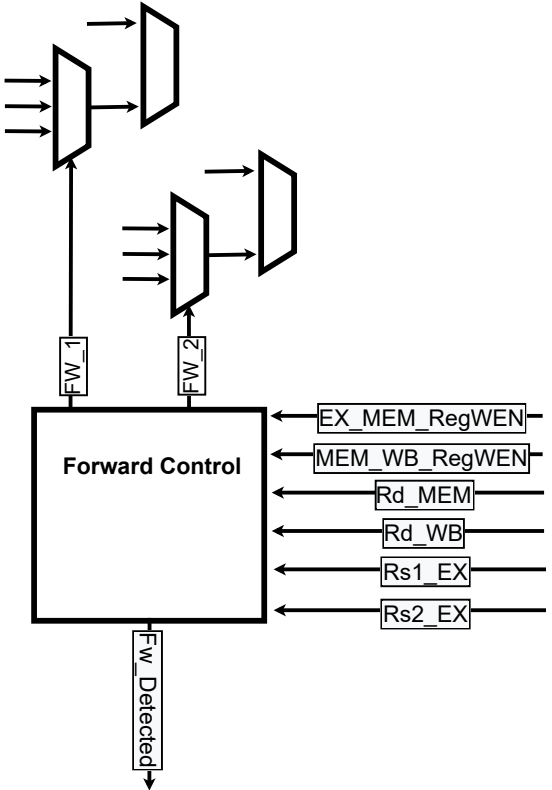 FW_1
FW_2
Forward Control
EX_MEM_RegWEN
MEM_WB_RegWEN
Rd_MEM
Rd_WB
Rs1_EX
Rs2_EX
Fw_Detected